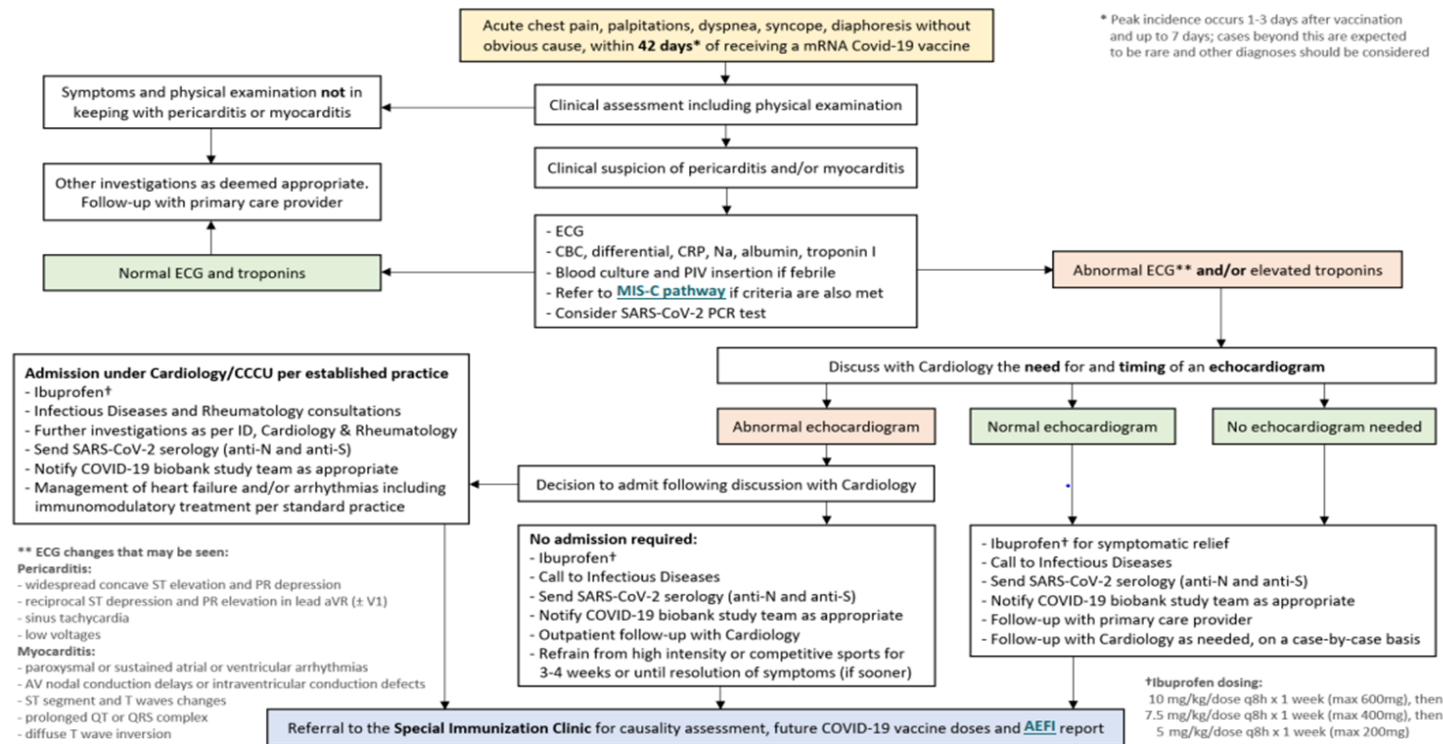 Acute chest pain, palpitations, dyspnea, syncope, diaphoresis without
obvious cause, within 42 days* of receiving a mRNA Covid-19 vaccine
* Peak incidence occurs 1-3 days after vaccination
and up to 7 days; cases beyond this are expected
to be rare and other diagnoses should be considered
Symptoms and physical examination not in
keeping with pericarditis or myocarditis
Clinical assessment including physical examination
Clinical suspicion of pericarditis and/or myocarditis
Other investigations as deemed appropriate.
Follow-up with primary care provider
- ECG
- CBC, differential, CRP, Na, albumin, troponin I
- Blood culture and PIV insertion if febrile
- Refer to MIS-C pathway if criteria are also met
- Consider SARS-CoV-2 PCR test
Normal ECG and troponins
Abnormal ECG** and/or elevated troponins
Discuss with Cardiology the need for and timing of an echocardiogram
Abnormal echocardiogram
Normal echocardiogram
No echocardiogram needed
Decision to admit following discussion with Cardiology
Admission under Cardiology/CCCU per established practice
- Ibuprofen†
- Infectious Diseases and Rheumatology consultations
- Further investigations as per ID, Cardiology & Rheumatology
- Send SARS-CoV-2 serology (anti-N and anti-S)
- Notify COVID-19 biobank study team as appropriate
- Management of heart failure and/or arrhythmias including
immunomodulatory treatment per standard practice
No admission required:
- Ibuprofen†
- Call to Infectious Diseases
- Send SARS-CoV-2 serology (anti-N and anti-S)
- Notify COVID-19 biobank study team as appropriate
- Outpatient follow-up with Cardiology
- Refrain from high intensity or competitive sports for
3-4 weeks or until resolution of symptoms (if sooner)
- Ibuprofen† for symptomatic relief
- Call to Infectious Diseases
- Send SARS-CoV-2 serology (anti-N and anti-S)
- Notify COVID-19 biobank study team as appropriate
- Follow-up with primary care provider
- Follow-up with Cardiology as needed, on a case-by-case basis
** ECG changes that may be seen:
Pericarditis:
- widespread concave ST elevation and PR depression
- reciprocal ST depression and PR elevation in lead aVR (± V1)
- sinus tachycardia
- low voltages
Myocarditis:
- paroxysmal or sustained atrial or ventricular arrhythmias
- AV nodal conduction delays or intraventricular conduction defects
- ST segment and T waves changes
- prolonged QT or QRS complex
- diffuse T wave inversion
†Ibuprofen dosing:
10 mg/kg/dose q8h x 1 week (max 600mg), then
7.5 mg/kg/dose q8h x 1 week (max 400mg), then
5 mg/kg/dose q8h x 1 week (max 200mg)
Referral to the Special Immunization Clinic for causality assessment, future COVID-19 vaccine doses and AEFI report